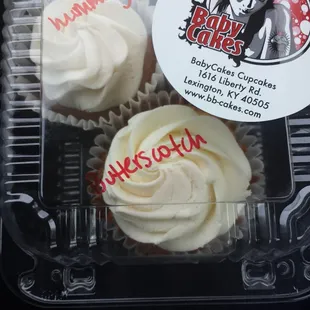 Baby
Cakes
BabyCakes Cupcakes
1616 Liberty Rd.
Lexington, KY 40505
www.bb-cakes.com
butterscotch